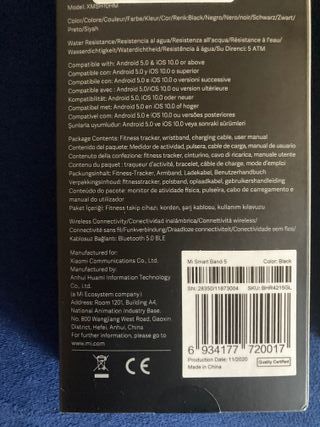 Model: XMSH10HM
Color/Colore/Couleur/Farbe/Kleur/Cor/Renk:Black/Negro/Nero/noir/Schwarz/Zwart/
Preto/Siyah
Water Resistance/Resistencia al agua/Resistenza all'acqua/Résistance à l'eau/
Wasserdichtigkeit/Waterdichtheid/Resistência à água/Su Direnci: 5 ATM
Compatible with: Android 5.0 & iOS 10.0 or above
Compatible con: Android 5.0 y iOS 10.0 o superior
Compatibile con: Android 5.0 e iOS 10.0 o versioni successive
Compatible avec : Android 5.0/iOS 10.0 ou version ultérieure
Kompatibilität: Android 5.0, iOS 10.0 oder neuer
Compatibel met: Android 5.0 en iOS 10.0 of hoger
Compatível com: Android 5.0 e iOS 10.0 ou versões posteriores
Şunlarla uyumludur: Android 5.0 ve iOS 10.0 veya sonraki sürümleri
Package Contents: Fitness tracker, wristband, charging cable, user manual
Contenido del paquete: Medidor de actividad, pulsera, cable de carga, manual de usuario
Contenuto della confezione: fitness tracker, cinturino, cavo di ricarica, manuale utente
Contenu du paquet : traqueur d'activité, bracelet, câble de charge, mode d'emploi
Packungsinhalt: Fitness-Tracker, Armband, Ladekabel, Benutzerhandbuch
Verpakkingsinhoud: fitnesstracker, polsband, oplaadkabel, gebruikershandleiding
Conteúdo do pacote: monitor de atividade física, pulseira, cabo de carregamento e
manual do utilizador
Paket İçeriği: Fitness takip cihazı, kordon, şarj kablosu, kullanım kılavuzu
Wireless Connectivity/Conectividad inalámbrica/Connettività wireless/
Connectivité sans fil/Funkverbindung/Draadloze connectiviteit/Conectividade sem fios/
Kablosuz Bağlantı: Bluetooth 5.0 BLE
Manufactured for:
Xiaomi Communications Co., Ltd.
Manufactured by:
Anhui Huami Information Technology
Co., Ltd.
(a Mi Ecosystem company)
Address: Room 1201, Building A4,
National Animation Industry Base,
No. 800 Wangjiang West Road, Gaoxin
District, Hefei, Anhui, China
For further information, please go to
www.mi.com
CE
Mi Smart Band 5 Color: Black
SN: 28350/11873004 SKU: BHR4215GL
6 934177 720017
Production Date: 11/2020
Made in China
Quality Certified